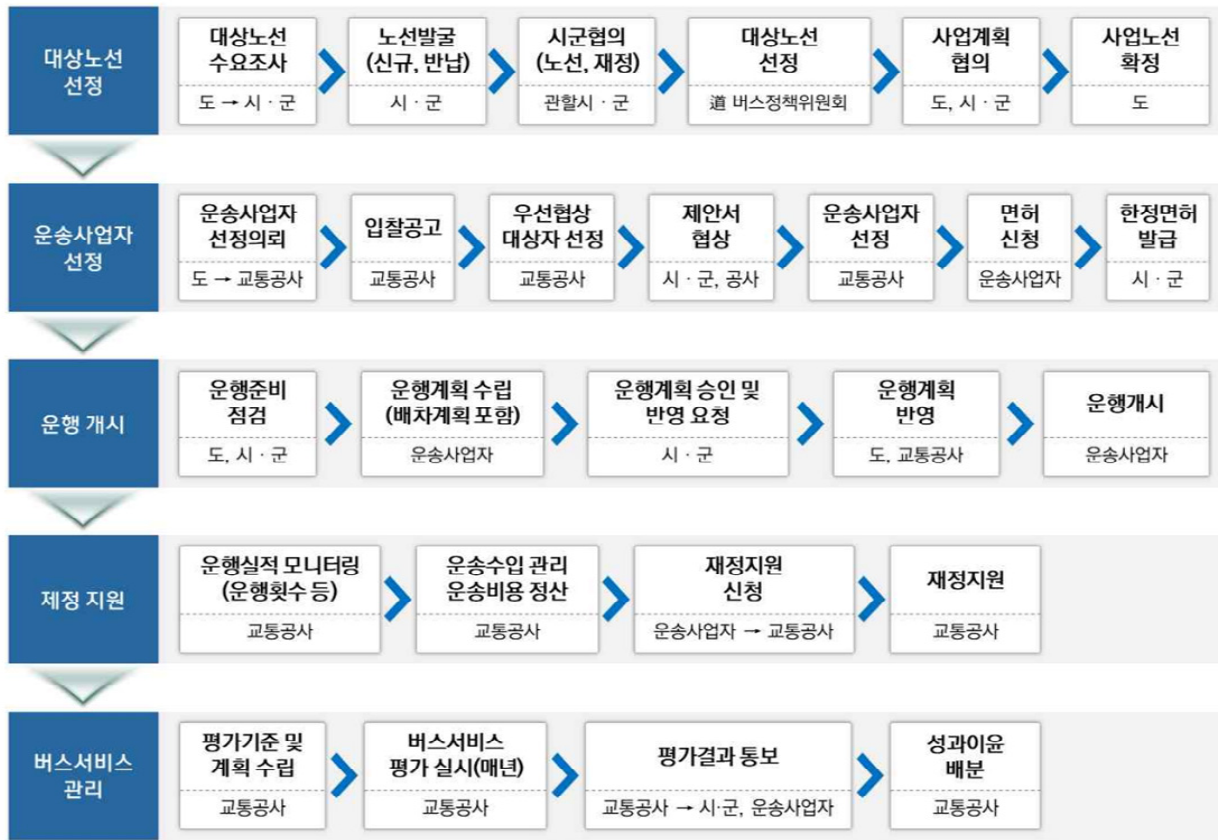 대상노선
선정
대상노선
수요조사
도 → 시 · 군
노선발굴
(신규, 반납)
시 · 군
시군협의
(노선, 재정)
관할시 · 군
대상노선
선정
道 버스정책위원회
사업계획
협의
도, 시 · 군
사업노선
확정
도
운송사업자
선정
운송사업자
선정의뢰
도 → 교통공사
입찰공고
교통공사
우선협상
대상자 선정
교통공사
제안서
협상
시 · 군, 공사
운송사업자
선정
교통공사
면허
신청
운송사업자
한정면허
발급
시 · 군
운행 개시
운행준비
점검
도, 시 · 군
운행계획 수립
(배차계획 포함)
운송사업자
운행계획 승인 및
반영 요청
시 · 군
운행계획
반영
도, 교통공사
운행개시
운송사업자
제정 지원
운행실적 모니터링
(운행횟수 등)
교통공사
운송수입 관리
운송비용 정산
교통공사
재정지원
신청
운송사업자 → 교통공사
재정지원
교통공사
버스서비스
관리
평가기준 및
계획 수립
교통공사
버스서비스
평가 실시(매년)
교통공사
평가결과 통보
교통공사 → 시·군, 운송사업자
성과이윤
배분
교통공사